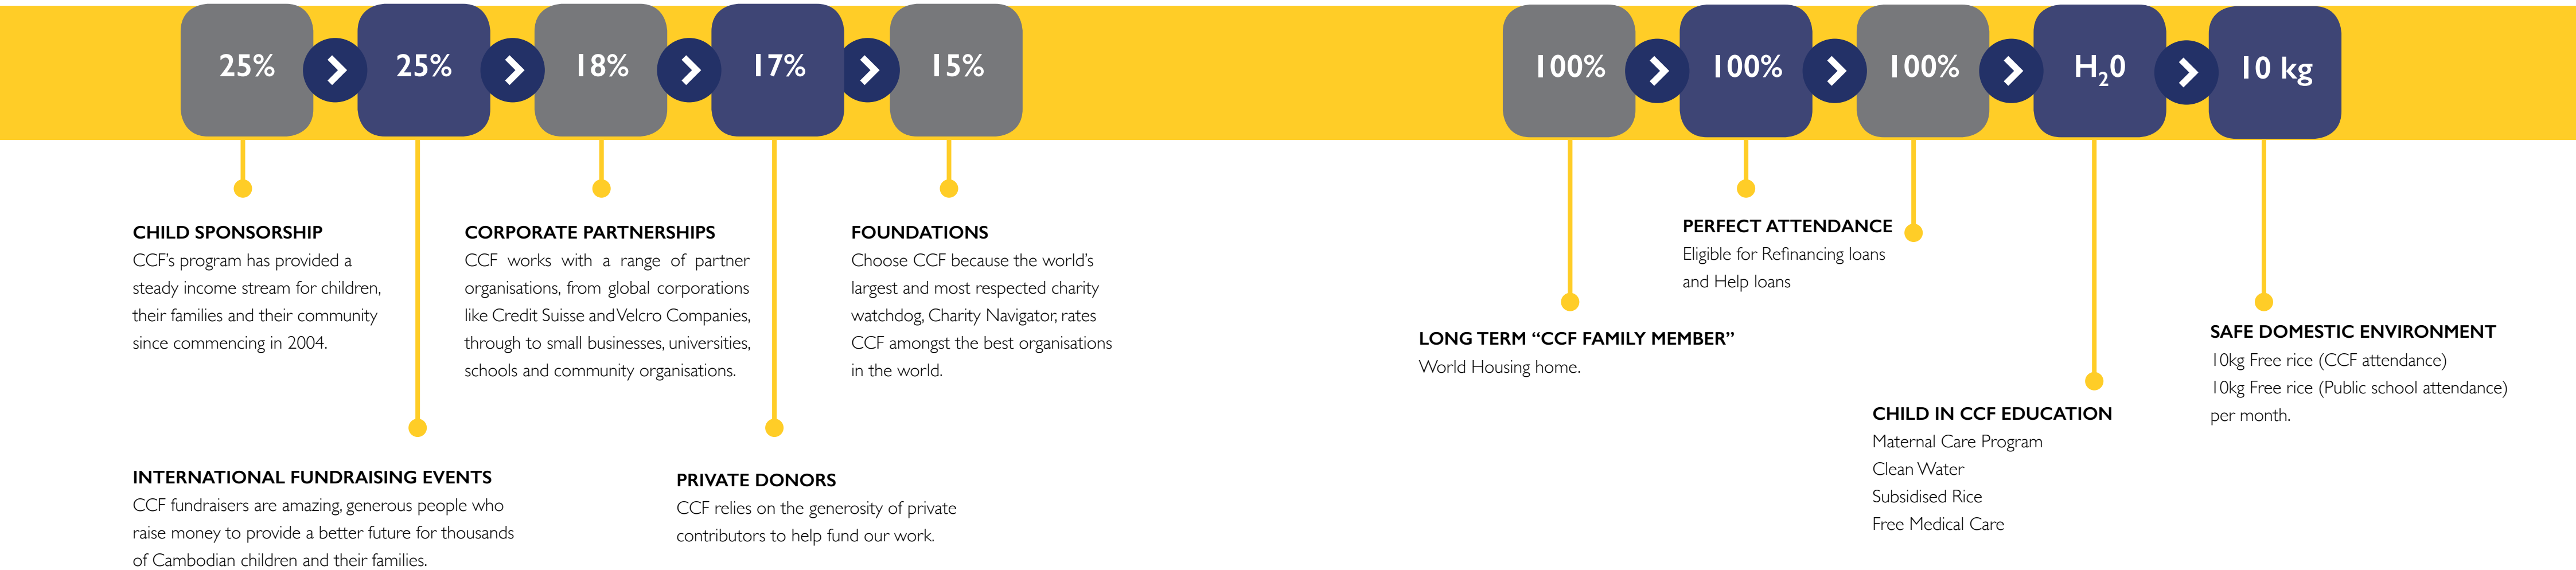 25%
25%
18%
17%
15%
100%
100%
100%
H₂0
10 kg
CHILD SPONSORSHIP
CCF's program has provided a
steady income stream for children,
their families and their community
since commencing in 2004.
CORPORATE PARTNERSHIPS
CCF works with a range of partner
organisations, from global corporations
like Credit Suisse and Velcro Companies,
through to small businesses, universities,
schools and community organisations.
FOUNDATIONS
Choose CCF because the world's
largest and most respected charity
watchdog, Charity Navigator, rates
CCF amongst the best organisations
in the world.
INTERNATIONAL FUNDRAISING EVENTS
CCF fundraisers are amazing, generous people who
raise money to provide a better future for thousands
of Cambodian children and their families.
PRIVATE DONORS
CCF relies on the generosity of private
contributors to help fund our work.
LONG TERM “CCF FAMILY MEMBER”
World Housing home.
PERFECT ATTENDANCE
Eligible for Refinancing loans
and Help loans
CHILD IN CCF EDUCATION
Maternal Care Program
Clean Water
Subsidised Rice
Free Medical Care
SAFE DOMESTIC ENVIRONMENT
10kg Free rice (CCF attendance)
10kg Free rice (Public school attendance)
per month.